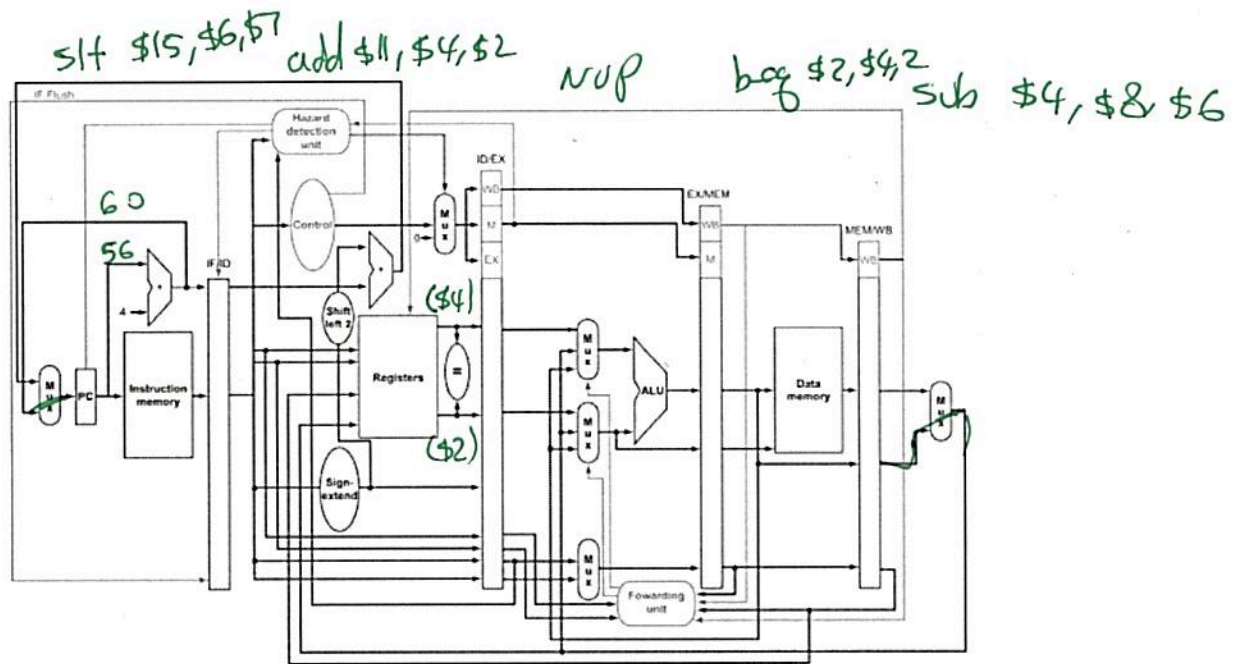 slt $15, $6, $7
add $11, $4, $2
NOP
beq $2, $4, 2
sub $4, $8 $6
IF.Flush
Hazard
detection
unit
ID/EX
WB
M
EX
Control
Mux
0
EX/MEM
WB
M
MEM/WB
WB
60
56
4
+
IF/ID
+
Shift
left 2
($4)
Mux
PC
Instruction
memory
Registers
=
($2)
Sign-
extend
Mux
Mux
ALU
Data
memory
Mux
Mux
Fowarding
unit